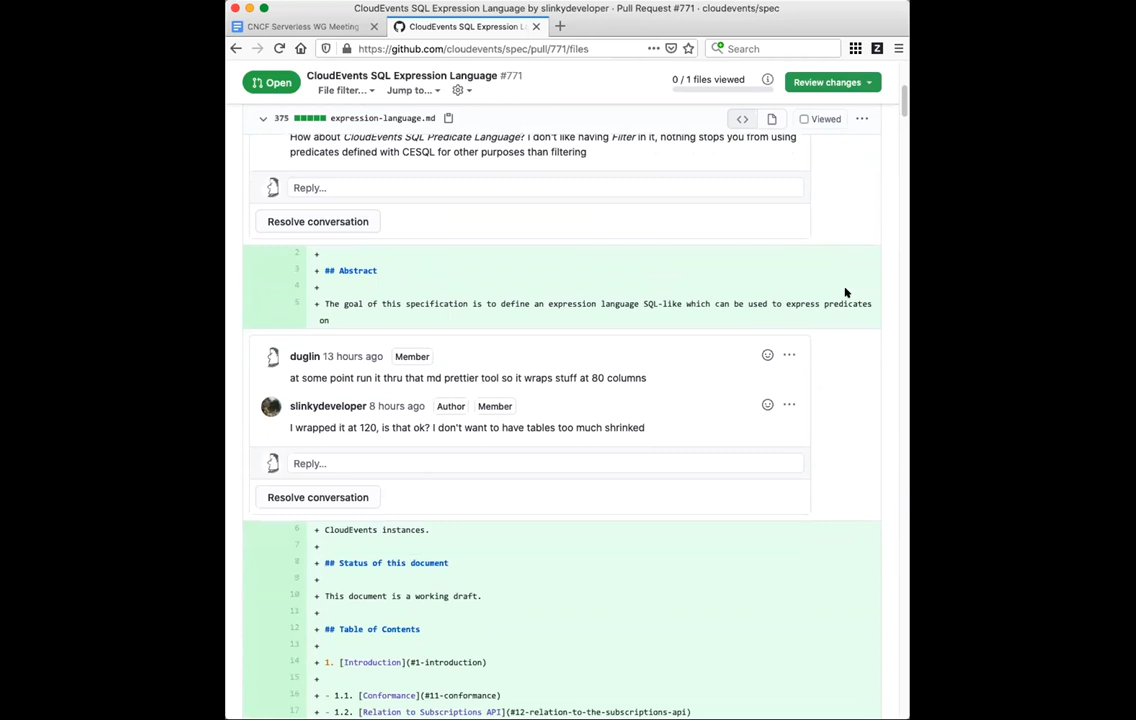 CloudEvents SQL Expression Language by slinkydeveloper · Pull Request #771 · cloudevents/spec
CNCF Serverless WG Meeting
CloudEvents SQL Expression L
https://github.com/cloudevents/spec/pull/771/files
Search
Open
CloudEvents SQL Expression Language #771
File filter...
Jump to...
0 / 1 files viewed
Review changes
375
expression-language.md
Viewed
How about CloudEvents SQL Predicate Language? I don't like having Filter in it, nothing stops you from using
predicates defined with CESQL for other purposes than filtering
Reply...
Resolve conversation
2 +
3 + ## Abstract
4 +
5 + The goal of this specification is to define an expression language SQL-like which can be used to express predicates
on
duglin 13 hours ago Member
at some point run it thru that md prettier tool so it wraps stuff at 80 columns
slinkydeveloper 8 hours ago Author Member
I wrapped it at 120, is that ok? I don't want to have tables too much shrinked
Reply...
Resolve conversation
6 + CloudEvents instances.
7 +
8 + ## Status of this document
9 +
10 + This document is a working draft.
11 +
12 + ## Table of Contents
13 +
14 + 1. [Introduction](#1-introduction)
15 +
16 + - 1.1. [Conformance](#11-conformance)
17 + - 1.2. [Relation to Subscriptions API](#12-relation-to-the-subscriptions-api)